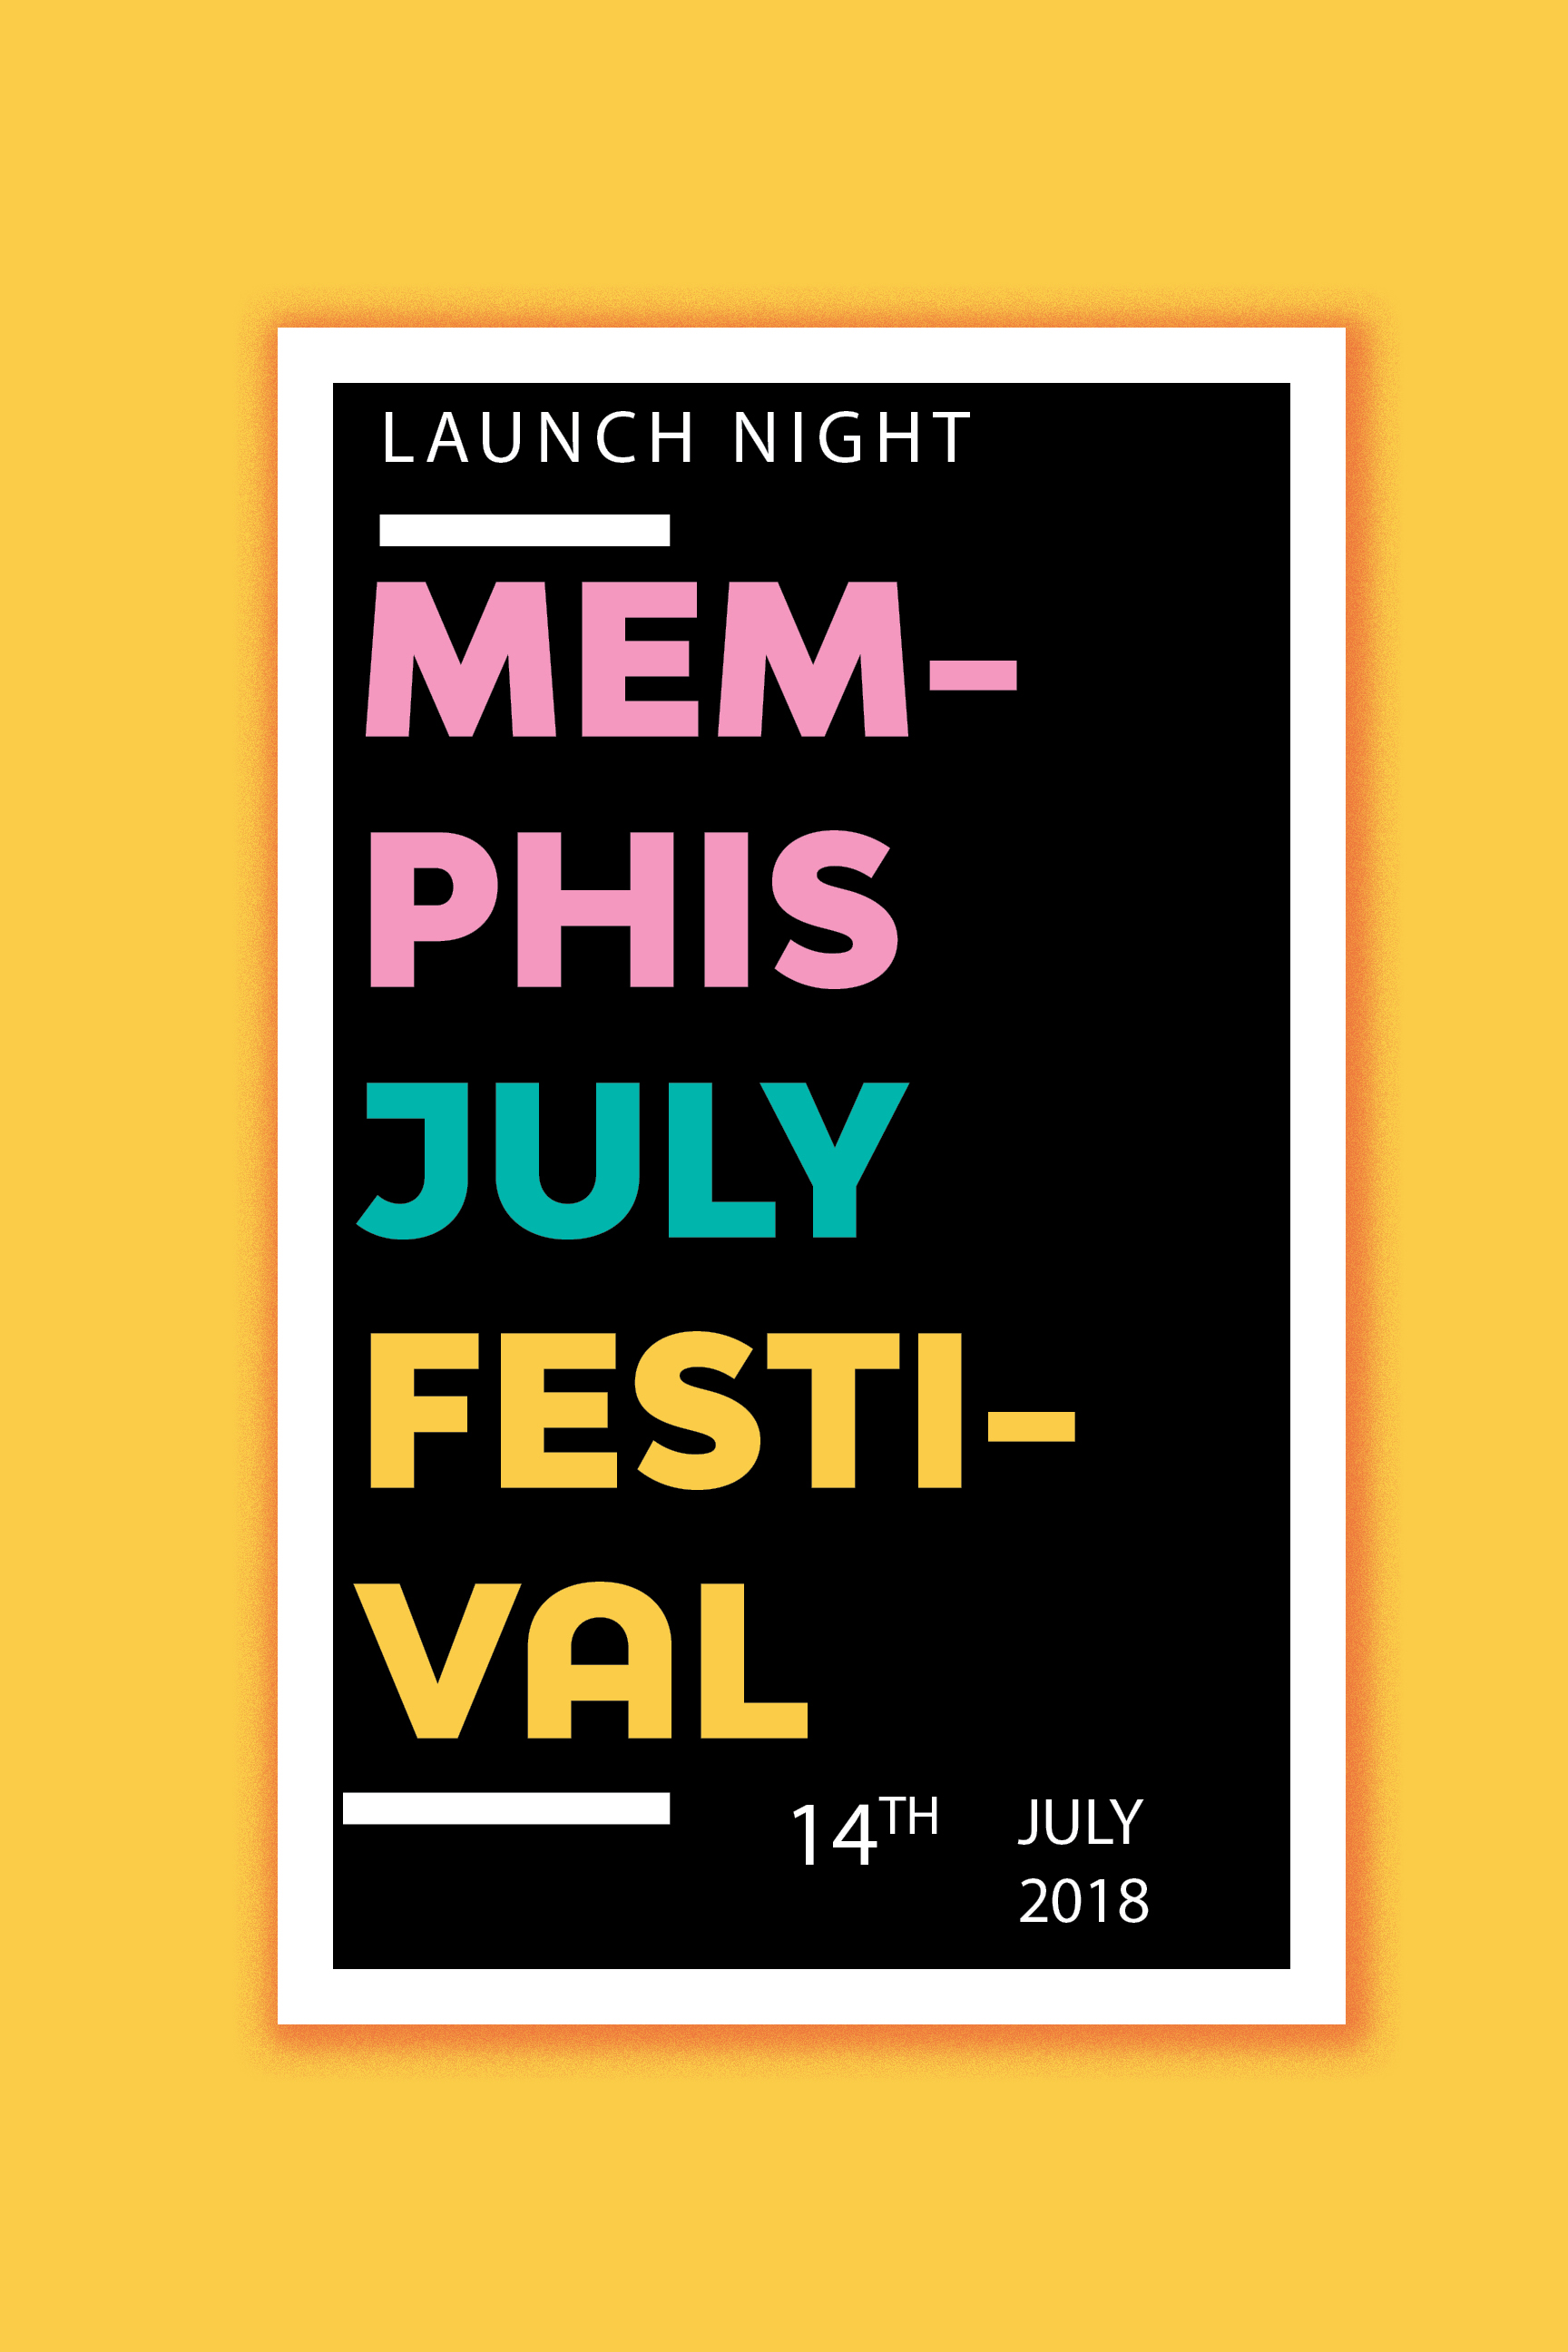 LAUNCH NIGHT
MEM-
PHIS
JULY
FESTI-
VAL
14TH JULY
2018